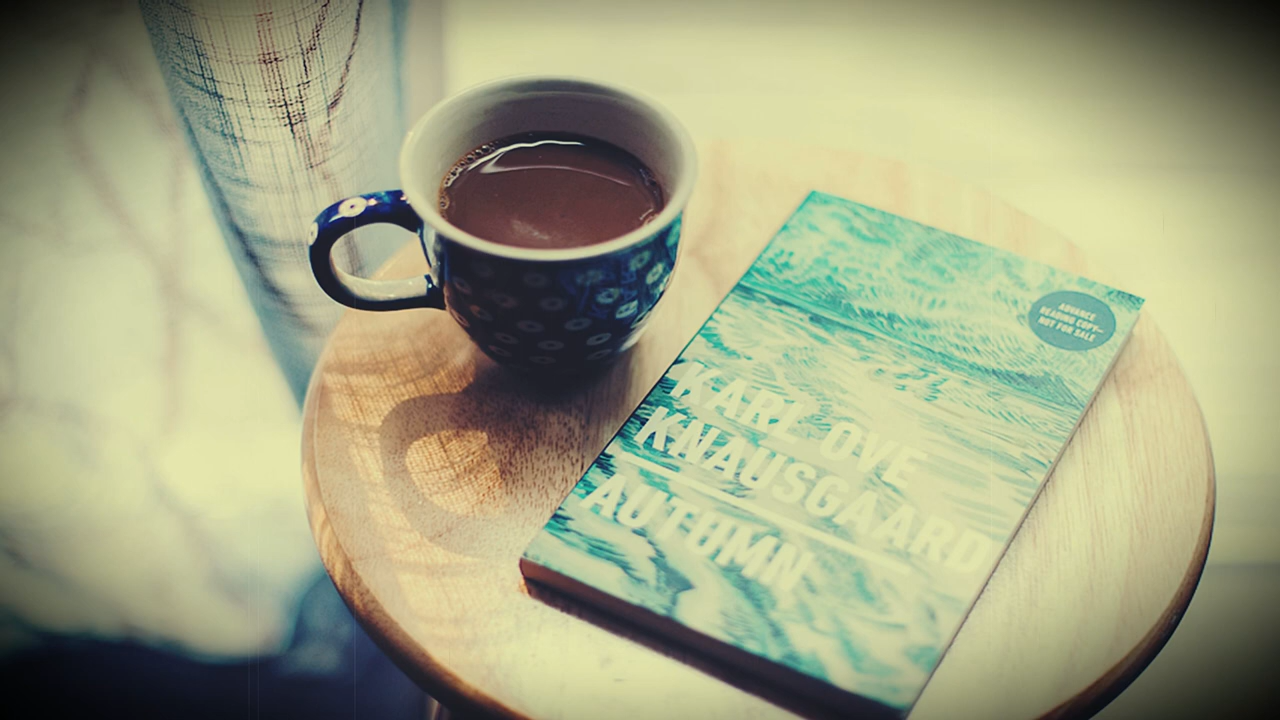 ADVANCE
READING COPY—
NOT FOR SALE
KARL OVE
KNAUSGAARD
AUTUMN